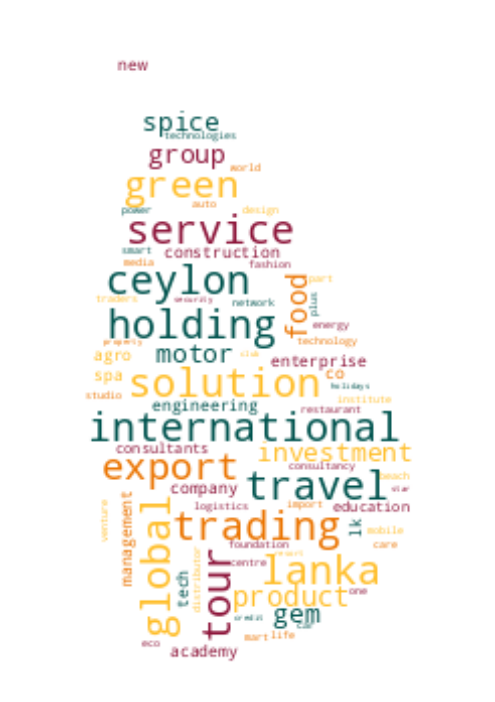 new
spice
technologies
group
world
green
auto
power
design
service
smart
construction
media
fashion
ceylon
food
part
traders
security
network
plus
holding
energy
property
technology
motor
agro
club
enterprise
spa
solution
co
holidays
studio
institute
engineering
restaurant
international
consultants
investment
export
consultancy
travel
beach
company
star
management
venture
global
logistics
import
education
trading
lk
mobile
foundation
care
tech
distributor
tour
centre
lanka
product
one
credit
gem
car
mart
life
eco
academy